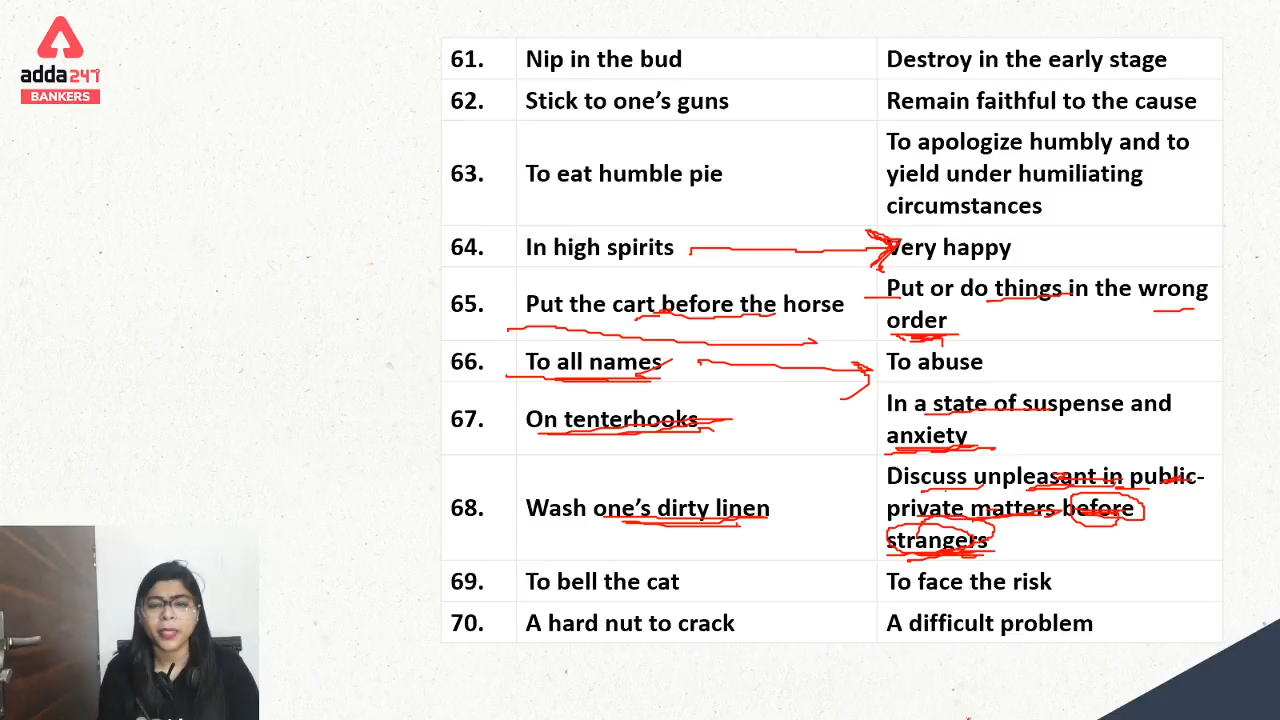 adda247
BANKERS
61. Nip in the bud Destroy in the early stage
62. Stick to one’s guns Remain faithful to the cause
63. To eat humble pie To apologize humbly and to
yield under humiliating
circumstances
64. In high spirits Very happy
65. Put the cart before the horse Put or do things in the wrong
order
66. To all names To abuse
67. On tenterhooks In a state of suspense and
anxiety
68. Wash one’s dirty linen Discuss unpleasant in public-
private matters before
strangers
69. To bell the cat To face the risk
70. A hard nut to crack A difficult problem